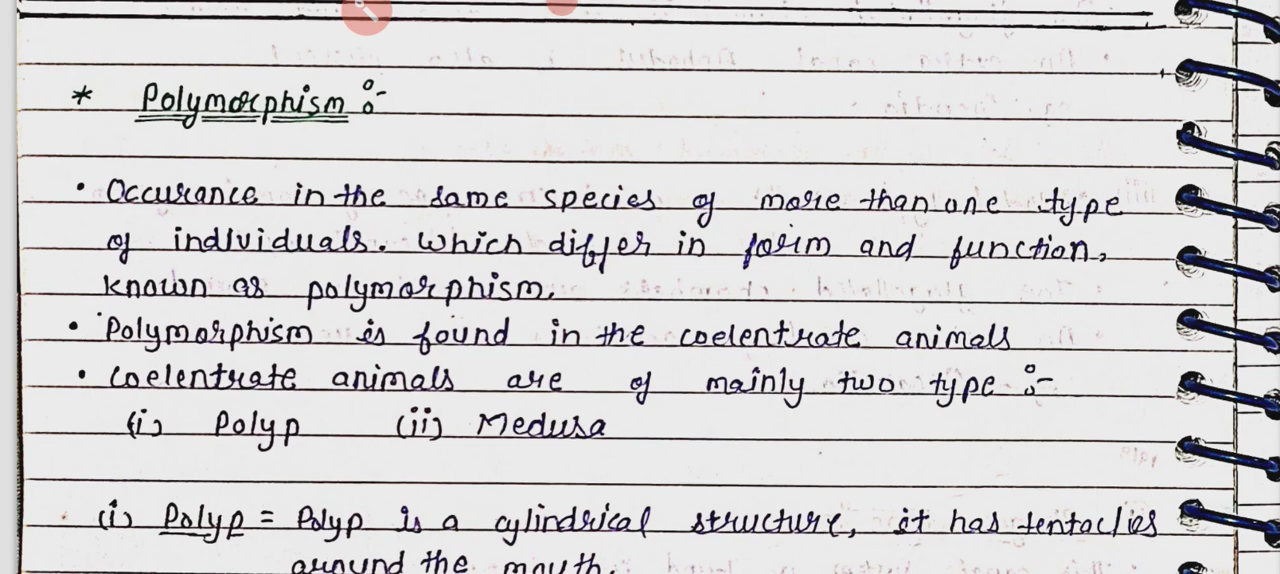 * Polymorphism :-
• Occurance in the same species of more than one type
of individuals. which differ in form and function,
known as polymorphism.
• Polymorphism is found in the coelentrate animals
• Coelentrate animals are of mainly two type :-
(i) Polyp (ii) Medusa
(i) Polyp = Polyp is a cylindrical structure, it has tentaclies
around the mouth.